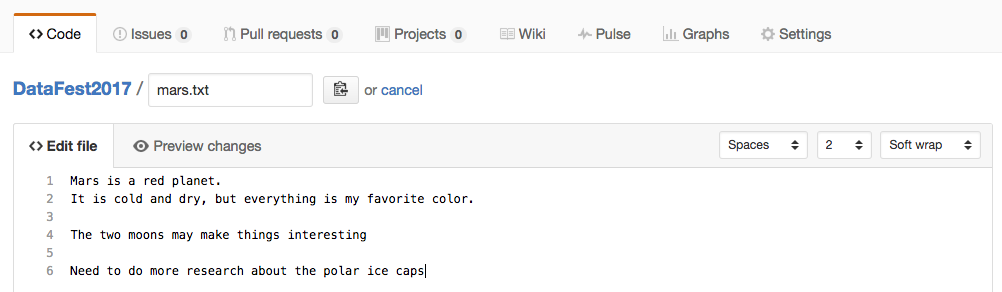 Code Issues 0 Pull requests 0 Projects 0 Wiki Pulse Graphs Settings
DataFest2017 / mars.txt or cancel
Edit file Preview changes Spaces 2 Soft wrap
1 Mars is a red planet.
2 It is cold and dry, but everything is my favorite color.
3
4 The two moons may make things interesting
5
6 Need to do more research about the polar ice caps